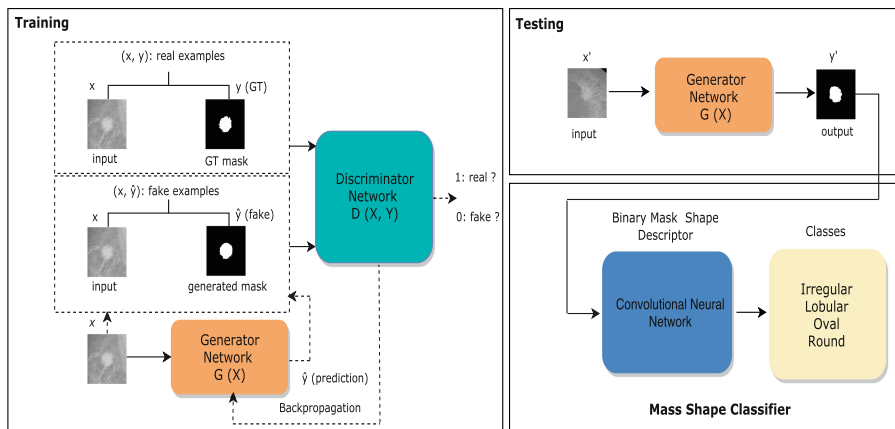 Training
(x, y): real examples
x
y (GT)
input
GT mask
(x, ŷ): fake examples
x
ŷ (fake)
input
generated mask
x
Generator
Network
G (X)
ŷ (prediction)
Backpropagation
Discriminator
Network
D (X, Y)
1: real ?
0: fake ?
Testing
x'
input
Generator
Network
G (X)
y'
output
Binary Mask Shape
Descriptor
Convolutional Neural
Network
Classes
Irregular
Lobular
Oval
Round
Mass Shape Classifier